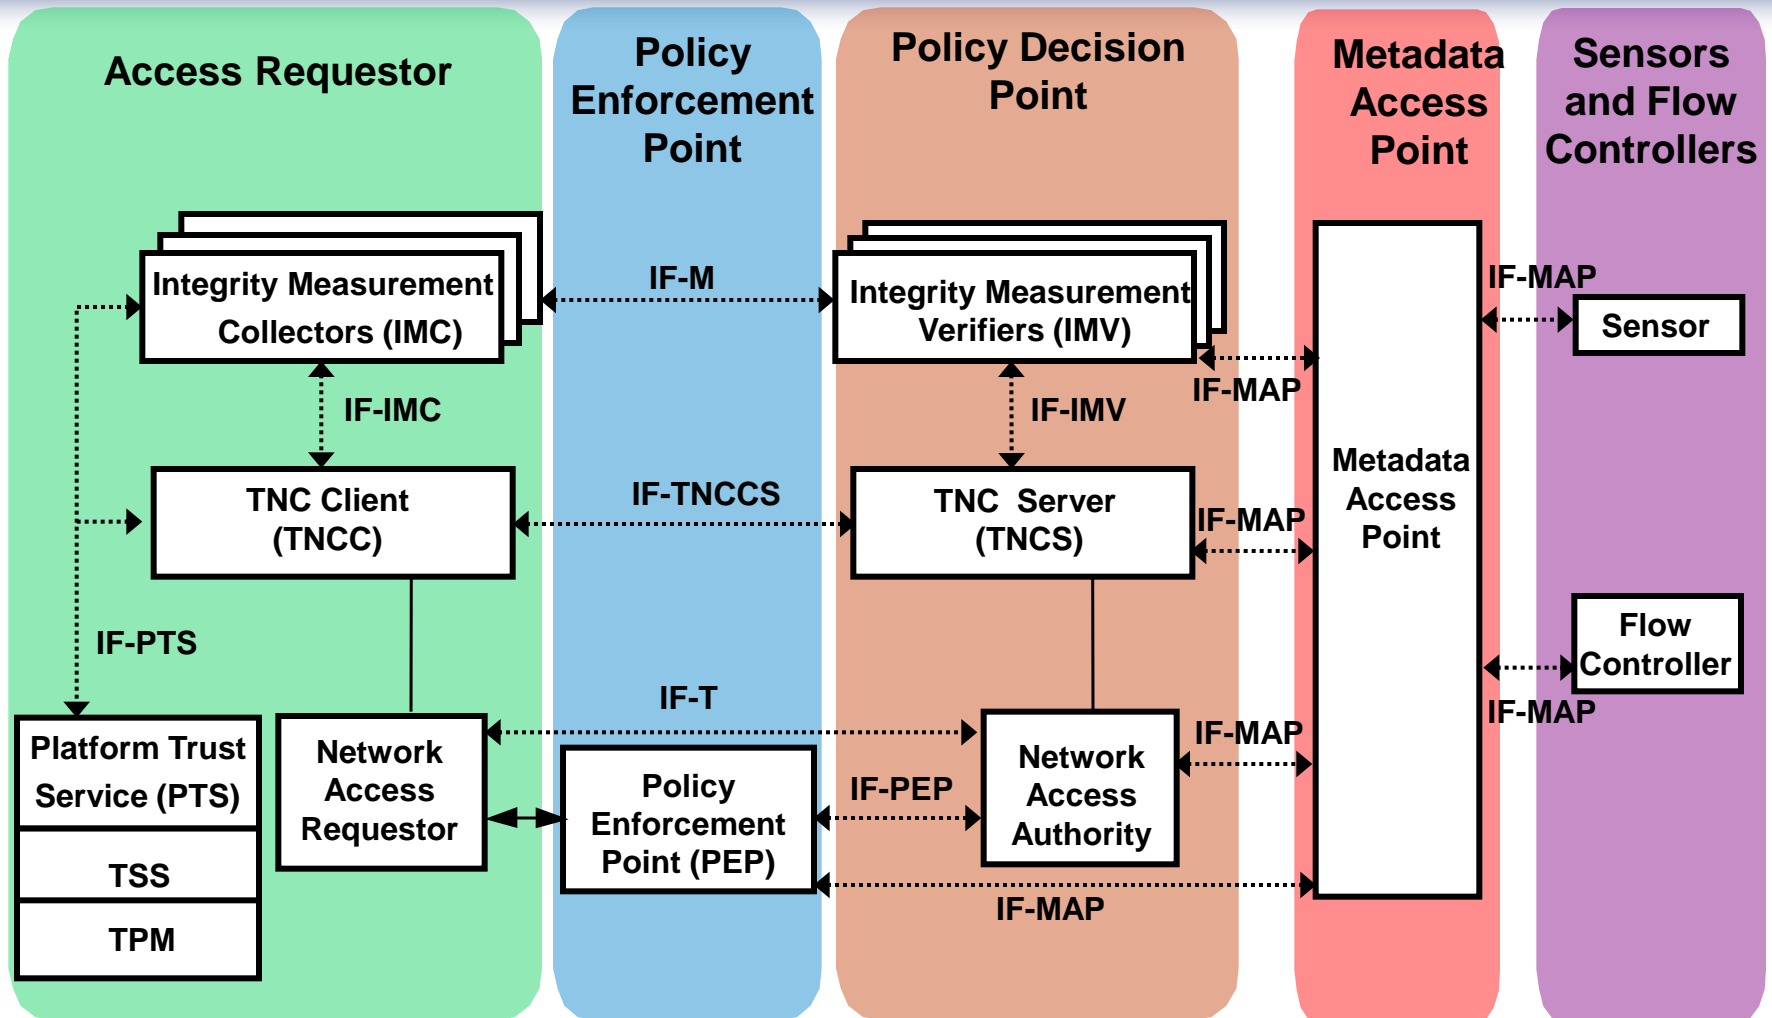 Access Requestor
Policy
Enforcement
Point
Policy Decision
Point
Metadata
Access
Point
Sensors
and Flow
Controllers
Integrity Measurement
Collectors (IMC)
IF-M
Integrity Measurement
Verifiers (IMV)
IF-MAP
Sensor
IF-MAP
IF-IMC
IF-IMV
Metadata
Access
Point
TNC Client
(TNCC)
IF-TNCCS
TNC Server
(TNCS)
IF-MAP
IF-PTS
Flow
Controller
IF-MAP
IF-T
Platform Trust
Service (PTS)
TSS
TPM
Network
Access
Requestor
Policy
Enforcement
Point (PEP)
IF-PEP
Network
Access
Authority
IF-MAP
IF-MAP